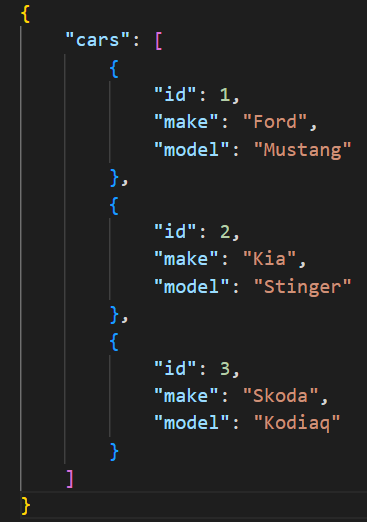 {
    "cars": [
        {
            "id": 1,
            "make": "Ford",
            "model": "Mustang"
        },
        {
            "id": 2,
            "make": "Kia",
            "model": "Stinger"
        },
        {
            "id": 3,
            "make": "Skoda",
            "model": "Kodiaq"
        }
    ]
}